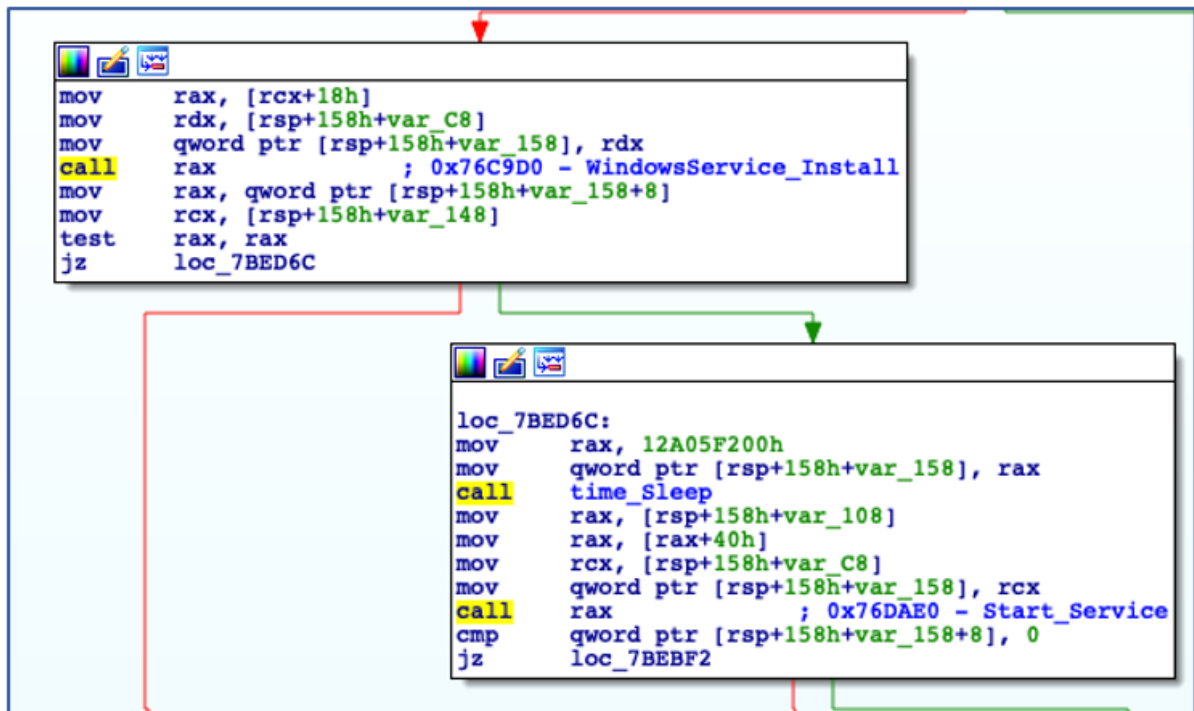 mov rax, [rcx+18h]
mov rdx, [rsp+158h+var_C8]
mov qword ptr [rsp+158h+var_158], rdx
call rax ; 0x76C9D0 - WindowsService_Install
mov rax, qword ptr [rsp+158h+var_158+8]
mov rcx, [rsp+158h+var_148]
test rax, rax
jz loc_7BED6C
loc_7BED6C:
mov rax, 12A05F200h
mov qword ptr [rsp+158h+var_158], rax
call time_Sleep
mov rax, [rsp+158h+var_108]
mov rax, [rax+40h]
mov rcx, [rsp+158h+var_C8]
mov qword ptr [rsp+158h+var_158], rcx
call rax ; 0x76DAE0 - Start_Service
cmp qword ptr [rsp+158h+var_158+8], 0
jz loc_7BEBF2